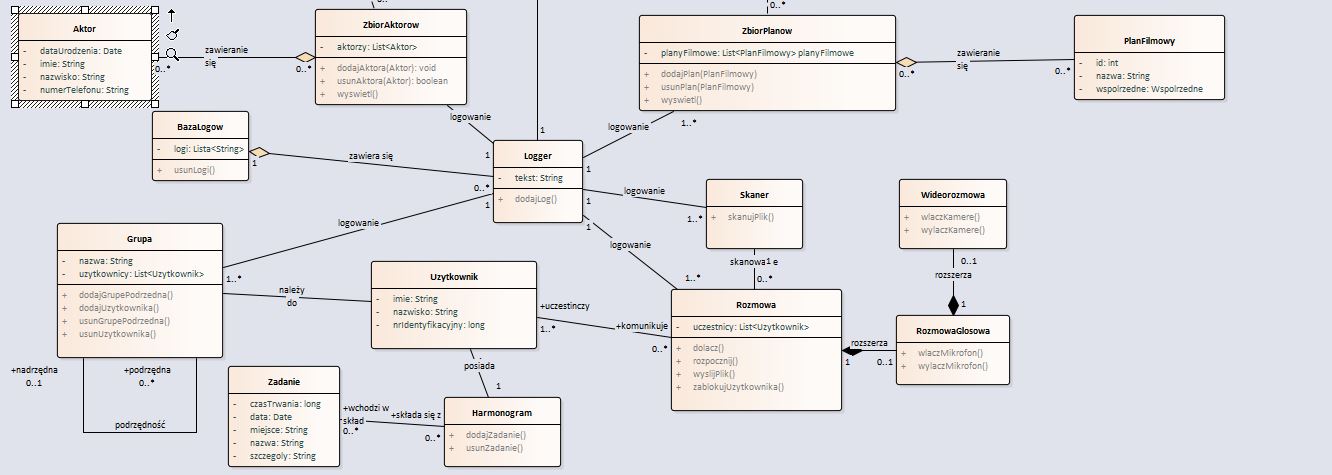 0..*
Aktor
- dataUrodzenia: Date
- imie: String
- nazwisko: String
- numerTelefonu: String
0..*
zawieranie
się
0..*
ZbiorAktorow
- aktorzy: List<Aktor>
+ dodajAktora(Aktor): void
+ usunAktora(Aktor): boolean
+ wyswietl()
0..*
ZbiorPlanow
- planyFilmowe: List<PlanFilmowy> planyFilmowe
+ dodajPlan(PlanFilmowy)
+ usunPlan(PlanFilmowy)
+ wyswietl()
0..*
zawieranie
się
0..*
PlanFilmowy
- id: int
- nazwa: String
- wspolrzedne: Wspolrzedne
BazaLogow
- logi: Lista<String>
+ usunLogi()
1
zawiera się
0..*
logowanie
1
1
logowanie
1..*
1
Logger
- tekst: String
+ dodajLog()
logowanie
1
1..*
Skaner
+ skanujPlik()
Wideorozmowa
+ wlaczKamere()
+ wylaczKamere()
1
logowanie
1..*
1
logowanie
1..*
skanowa1 e
0..*
0..1
rozszerza
1
Grupa
- nazwa: String
- uzytkownicy: List<Uzytkownik>
+ dodajGrupePodrzedna()
+ dodajUzytkownika()
+ usunGrupePodrzedna()
+ usunUzytkownika()
należy
do
Uzytkownik
- imie: String
- nazwisko: String
- nrIdentyfikacyjny: long
+uczestinczy
1..*
+komunikuje
0..*
Rozmowa
- uczestnicy: List<Uzytkownik>
+ dolacz()
+ rozpocznij()
+ wyslijPlik()
+ zablokujUzytkownika()
rozszerza
1
0..1
RozmowaGlosowa
+ wlaczMikrofon()
+ wylaczMikrofon()
+nadrzędna
0..1
+podrzędna
0..*
podrzędność
Zadanie
- czasTrwania: long
- data: Date
- miejsce: String
- nazwa: String
- szczegoly: String
+wchodzi w
skład
0..*
+składa się z
0..*
posiada
1
Harmonogram
+ dodajZadanie()
+ usunZadanie()